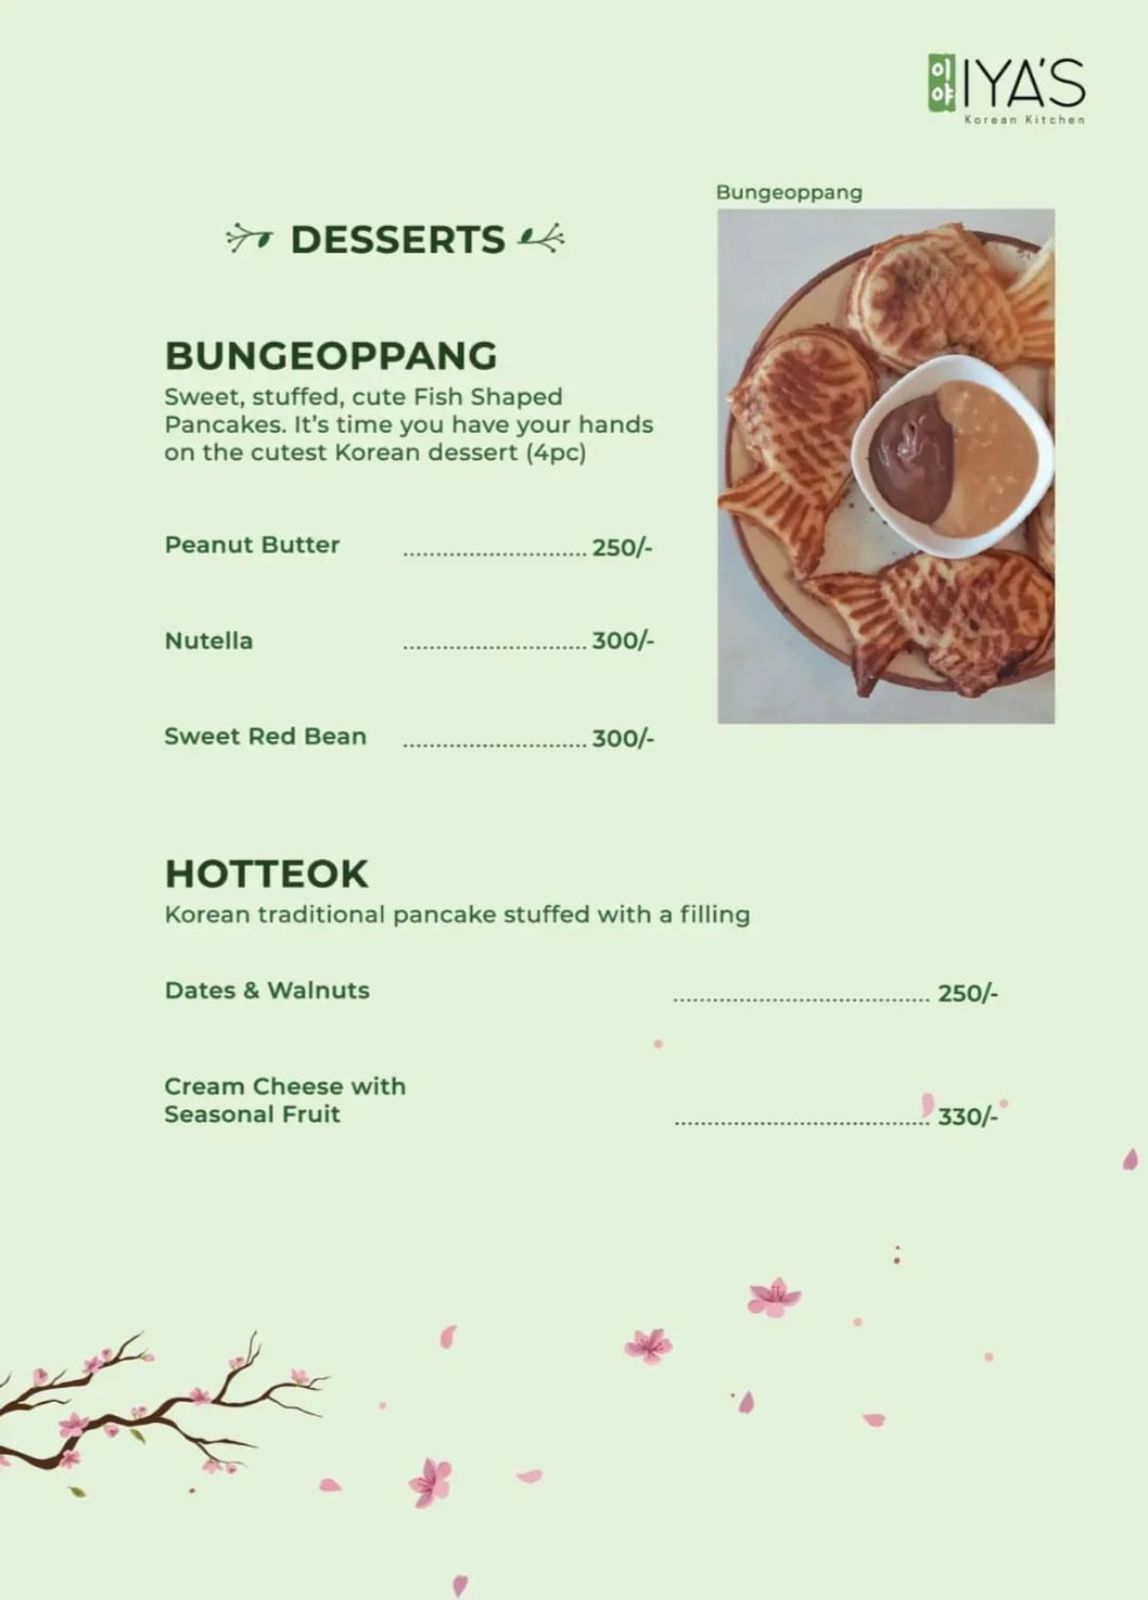 이야
IYA'S
Korean Kitchen
Bungeoppang
DESSERTS
BUNGEOPPANG
Sweet, stuffed, cute Fish Shaped
Pancakes. It's time you have your hands
on the cutest Korean dessert (4pc)
Peanut Butter .............................. 250/-
Nutella .............................. 300/-
Sweet Red Bean .............................. 300/-
HOTTEOK
Korean traditional pancake stuffed with a filling
Dates & Walnuts .......................................... 250/-
Cream Cheese with
Seasonal Fruit .......................................... 330/-